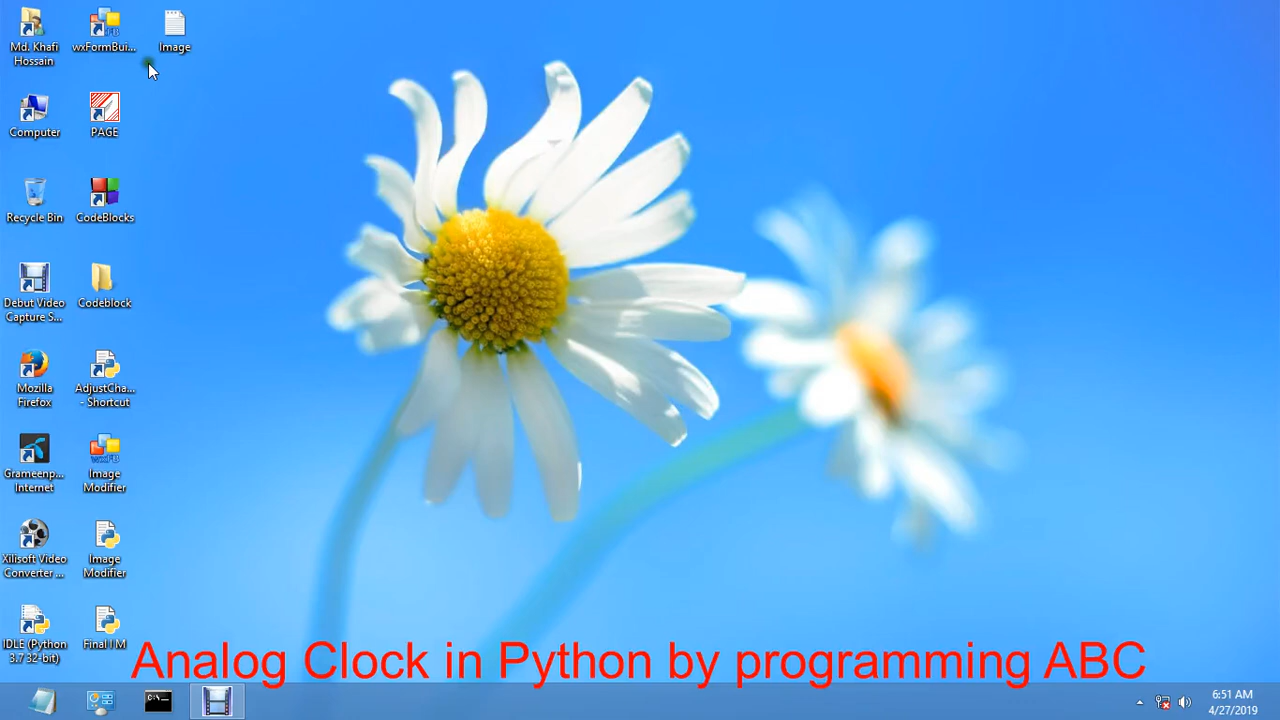 Md. Khafi
Hossain
wxFormBui...
Image
Computer
PAGE
Recycle Bin
CodeBlocks
Debut Video
Capture S...
Codeblock
Mozilla
Firefox
AdjustCha...
- Shortcut
Grameenp...
Internet
Image
Modifier
Xilisoft Video
Converter ...
Image
Modifier
IDLE (Python
3.7 32-bit)
Final I M
Analog Clock in Python by programming ABC
6:51 AM
4/27/2019